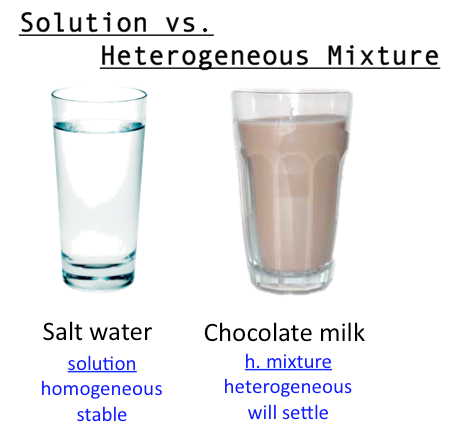 Solution vs.
Heterogeneous Mixture
Salt water
solution
homogeneous
stable
Chocolate milk
h. mixture
heterogeneous
will settle